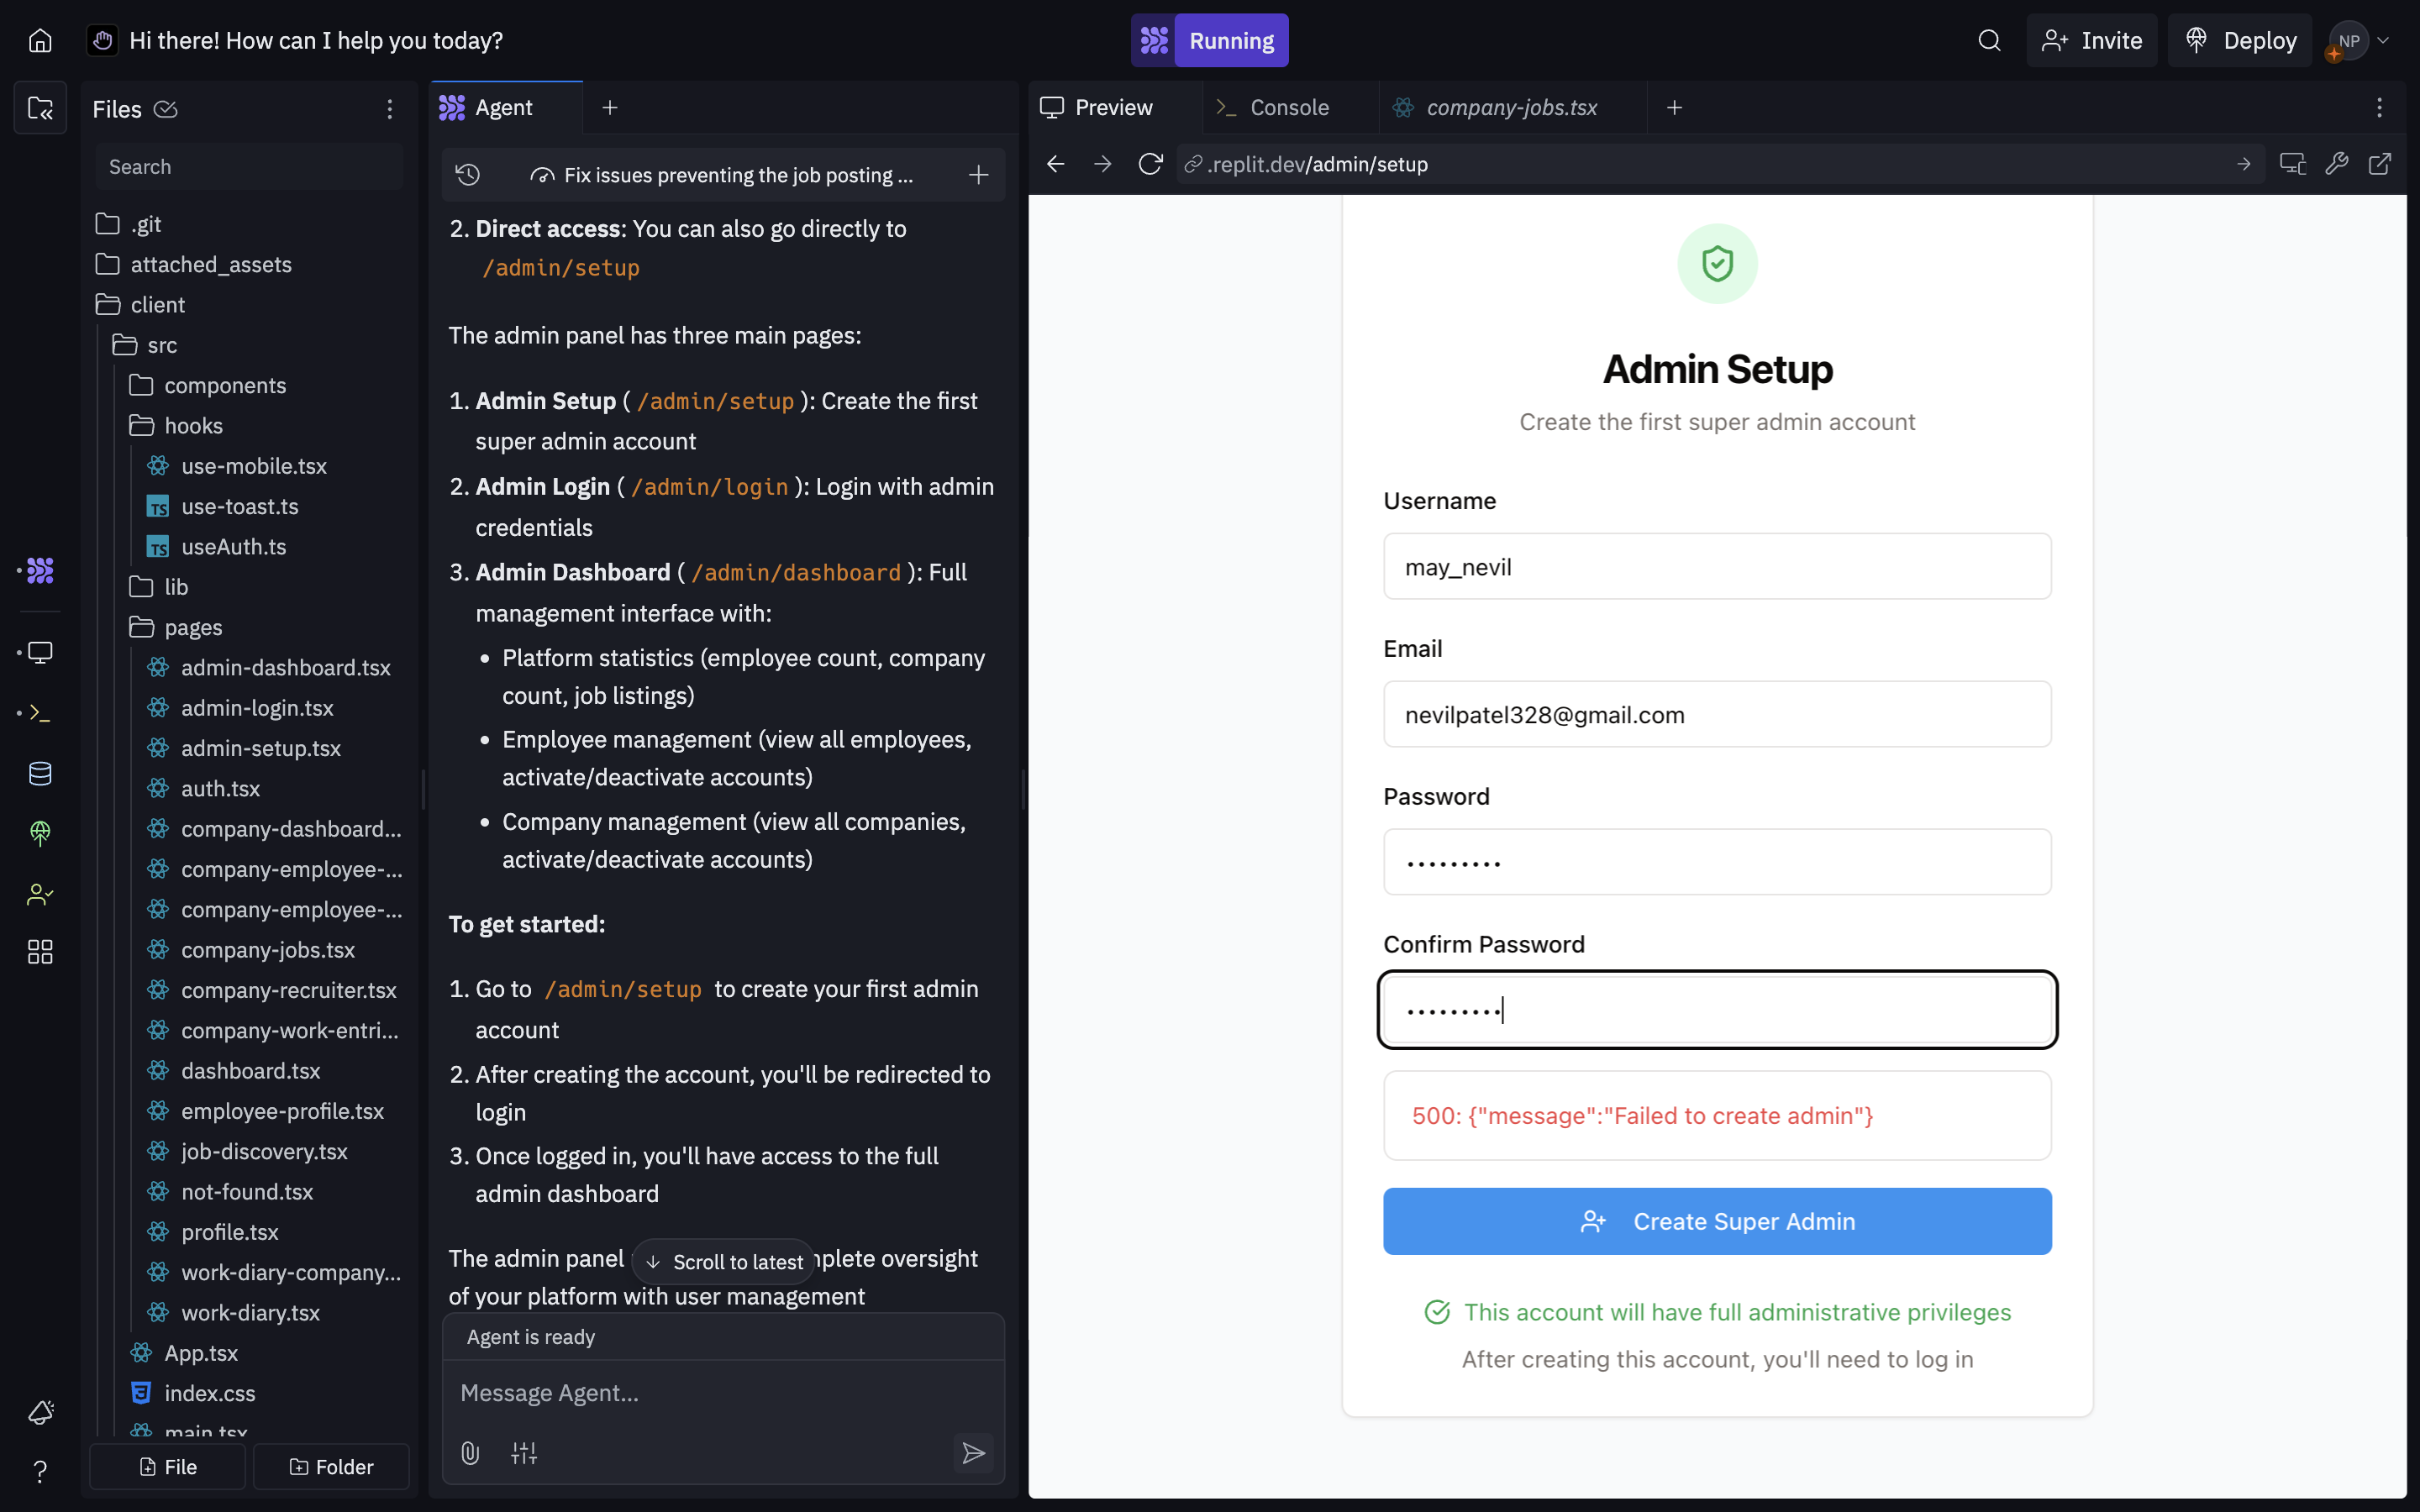 Hi there! How can I help you today?
Running
Invite
Deploy
NP
Files
Search
.git
attached_assets
client
src
components
hooks
use-mobile.tsx
TS use-toast.ts
TS useAuth.ts
lib
pages
admin-dashboard.tsx
admin-login.tsx
admin-setup.tsx
auth.tsx
company-dashboard...
company-employee-...
company-employee-...
company-jobs.tsx
company-recruiter.tsx
company-work-entri...
dashboard.tsx
employee-profile.tsx
job-discovery.tsx
not-found.tsx
profile.tsx
work-diary-company...
work-diary.tsx
App.tsx
index.css
main.tsx
File
Folder
Agent
Fix issues preventing the job posting ...
2. Direct access: You can also go directly to
/admin/setup
The admin panel has three main pages:
1. Admin Setup ( /admin/setup ): Create the first
super admin account
2. Admin Login ( /admin/login ): Login with admin
credentials
3. Admin Dashboard ( /admin/dashboard ): Full
management interface with:
• Platform statistics (employee count, company
count, job listings)
• Employee management (view all employees,
activate/deactivate accounts)
• Company management (view all companies,
activate/deactivate accounts)
To get started:
1. Go to /admin/setup to create your first admin
account
2. After creating the account, you'll be redirected to
login
3. Once logged in, you'll have access to the full
admin dashboard
The admin panel
Scroll to latest
nplete oversight
of your platform with user management
Agent is ready
Message Agent...
Preview
Console
company-jobs.tsx
.replit.dev/admin/setup
Admin Setup
Create the first super admin account
Username
may_nevil
Email
nevilpatel328@gmail.com
Password
•••••••••
Confirm Password
•••••••••
500: {"message":"Failed to create admin"}
Create Super Admin
This account will have full administrative privileges
After creating this account, you'll need to log in